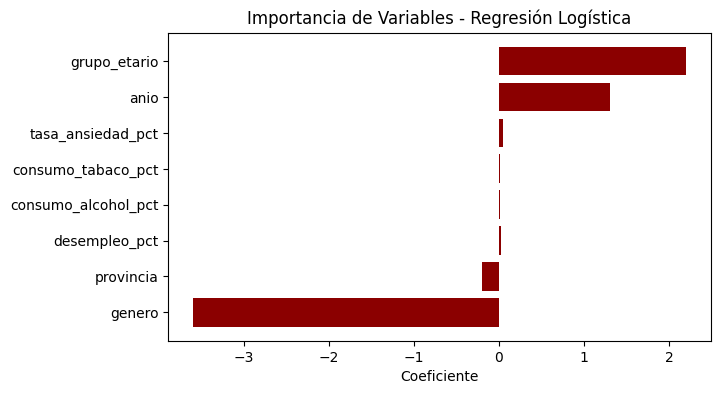 Importancia de Variables - Regresión Logística
grupo_etario
anio
tasa_ansiedad_pct
consumo_tabaco_pct
consumo_alcohol_pct
desempleo_pct
provincia
genero
−3 −2 −1 0 1 2
Coeficiente